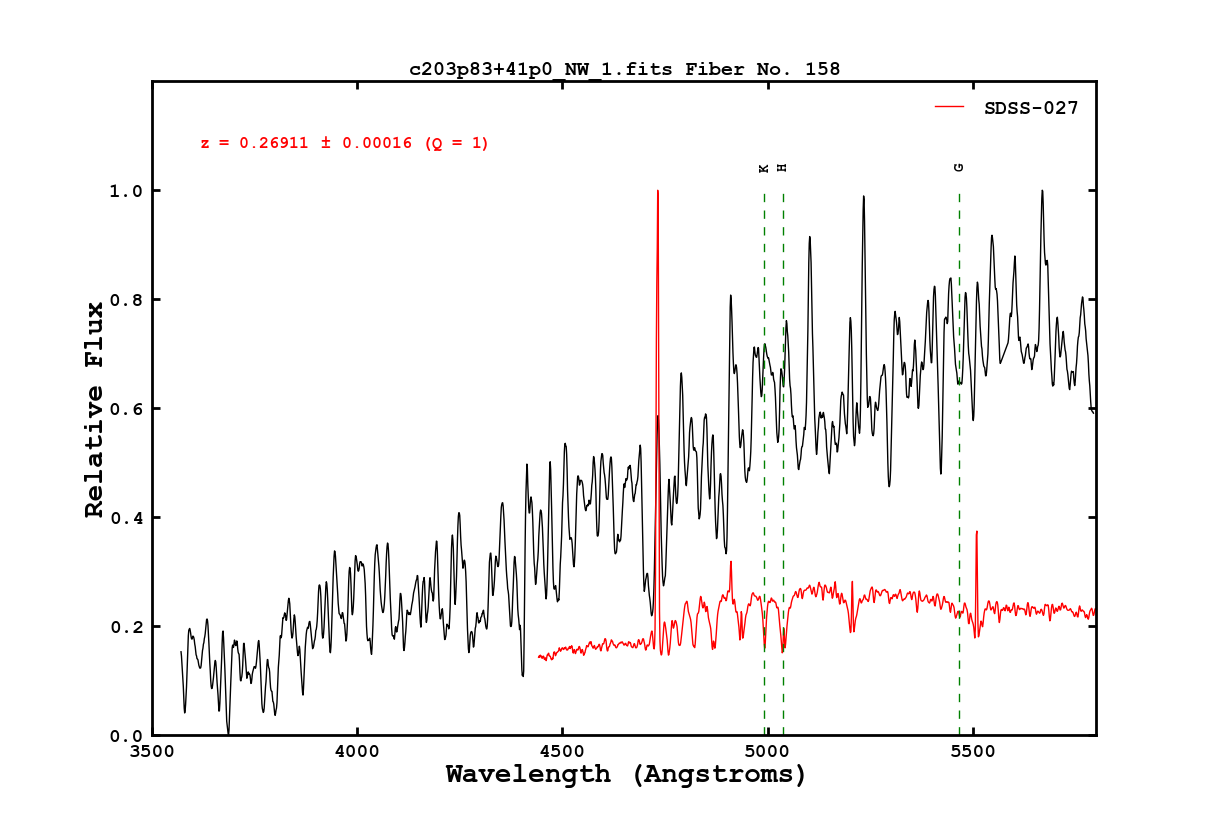 c203p83+41p0_NW_1.fits Fiber No. 158
SDSS-027
z = 0.26911 ± 0.00016 (Q = 1)
K H G
1.0
0.8
0.6
0.4
0.2
0.0
Relative Flux
3500 4000 4500 5000 5500
Wavelength (Angstroms)